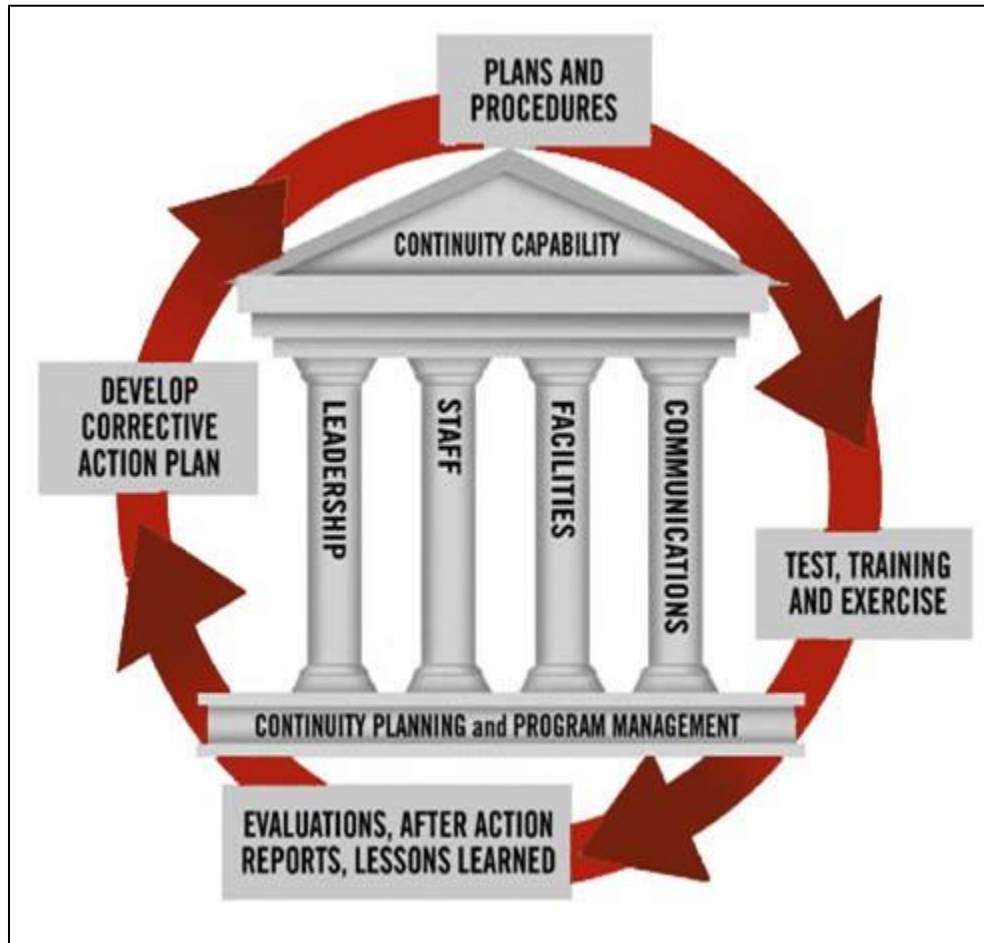 PLANS AND
PROCEDURES
CONTINUITY CAPABILITY
LEADERSHIP
STAFF
FACILITIES
COMMUNICATIONS
DEVELOP
CORRECTIVE
ACTION PLAN
TEST, TRAINING
AND EXERCISE
CONTINUITY PLANNING and PROGRAM MANAGEMENT
EVALUATIONS, AFTER ACTION
REPORTS, LESSONS LEARNED